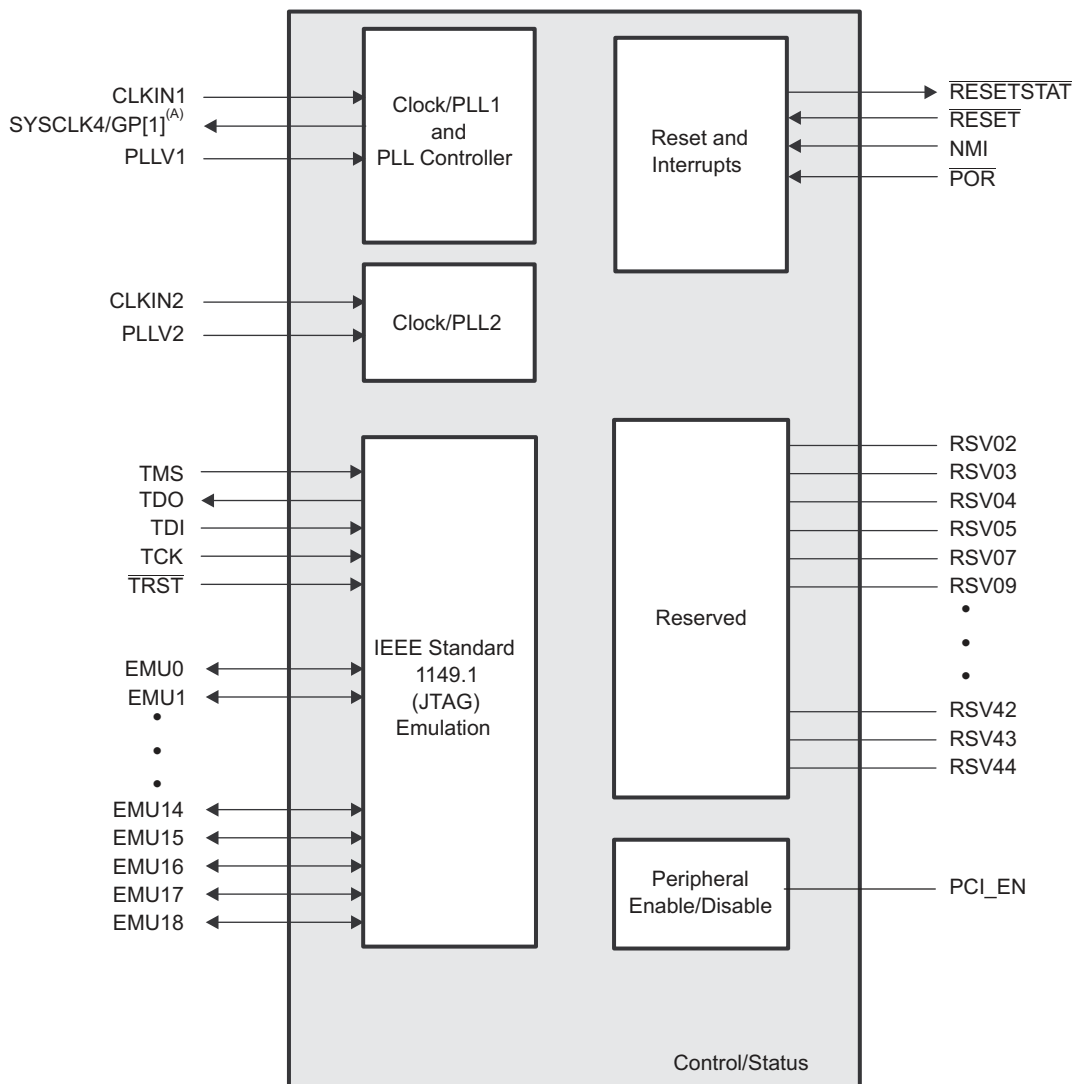 CLKIN1
SYSCLK4/GP[1](A)
PLLV1
Clock/PLL1
and
PLL Controller
Reset and
Interrupts
RESETSTAT
RESET
NMI
POR
CLKIN2
PLLV2
Clock/PLL2
TMS
TDO
TDI
TCK
TRST
EMU0
EMU1
EMU14
EMU15
EMU16
EMU17
EMU18
IEEE Standard
1149.1
(JTAG)
Emulation
Reserved
RSV02
RSV03
RSV04
RSV05
RSV07
RSV09
RSV42
RSV43
RSV44
Peripheral
Enable/Disable
PCI_EN
Control/Status